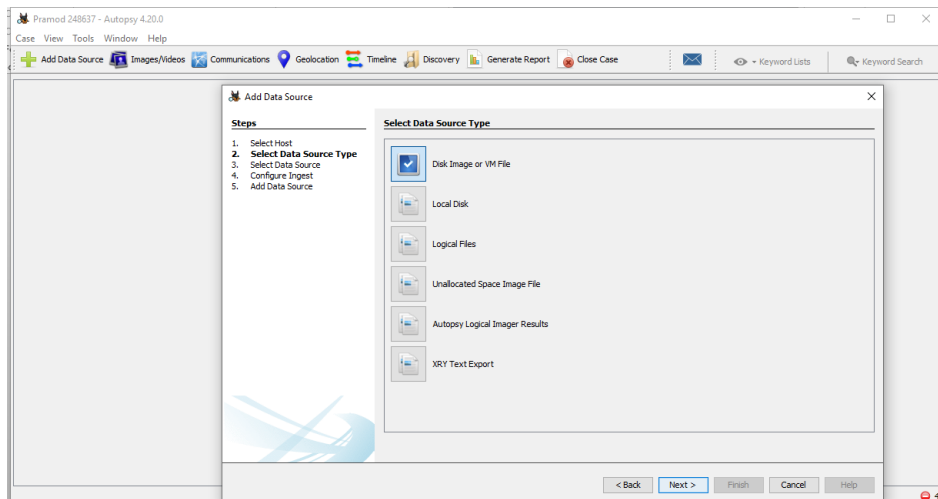 Pramod 248637 - Autopsy 4.20.0
Case View Tools Window Help
Add Data Source Images/Videos Communications Geolocation Timeline Discovery Generate Report Close Case Keyword Lists Keyword Search
Add Data Source
Steps
Select Data Source Type
1. Select Host
2. Select Data Source Type
3. Select Data Source
4. Configure Ingest
5. Add Data Source
Disk Image or VM File
Local Disk
Logical Files
Unallocated Space Image File
Autopsy Logical Imager Results
XRY Text Export
< Back Next > Finish Cancel Help